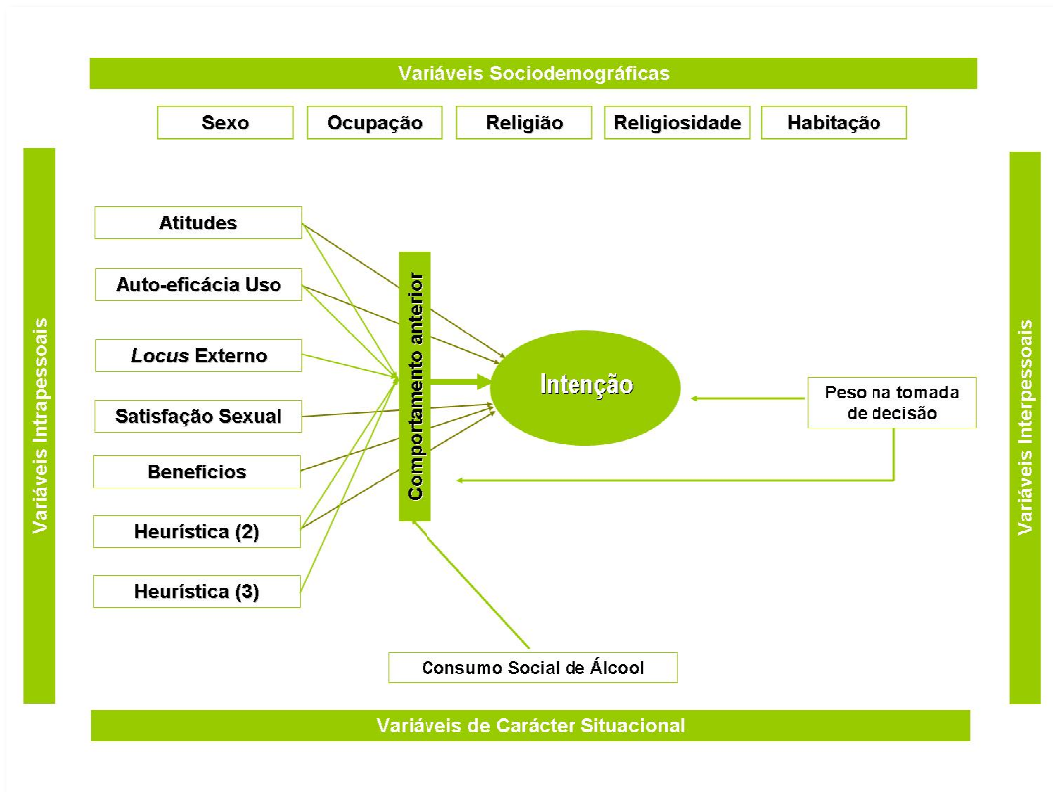 Variáveis Sociodemográficas
Sexo
Ocupação
Religião
Religiosidade
Habitação
Variáveis Intrapessoais
Atitudes
Auto-eficácia Uso
Locus Externo
Satisfação Sexual
Beneficios
Heurística (2)
Heurística (3)
Comportamento anterior
Intenção
Peso na tomada
de decisão
Variáveis Interpessoais
Consumo Social de Álcool
Variáveis de Carácter Situacional